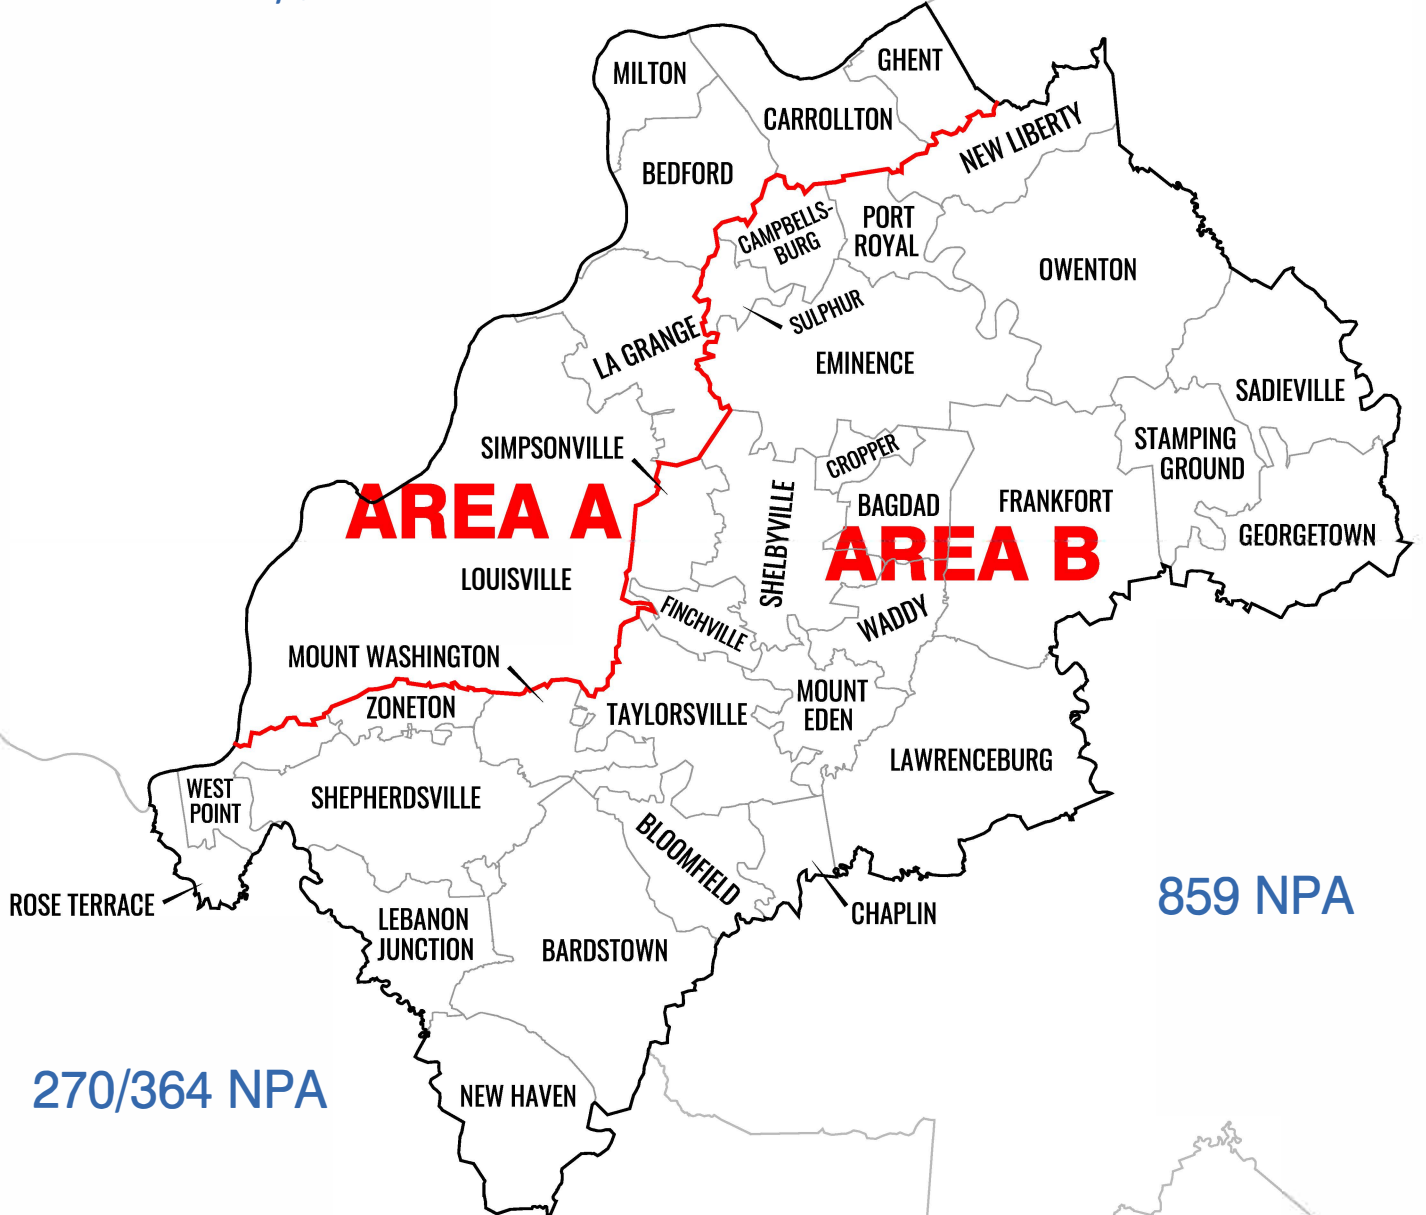 GHENT
MILTON
CARROLLTON
NEW LIBERTY
BEDFORD
CAMPBELLS-
BURG
PORT
ROYAL
OWENTON
SULPHUR
LA GRANGE
EMINENCE
SADIEVILLE
SIMPSONVILLE
CROPPER
STAMPING
GROUND
SHELBYVILLE
BAGDAD
FRANKFORT
AREA A
AREA B
GEORGETOWN
LOUISVILLE
FINCHVILLE
WADDY
MOUNT WASHINGTON
ZONETON
TAYLORSVILLE
MOUNT
EDEN
LAWRENCEBURG
WEST
POINT
SHEPHERDSVILLE
BLOOMFIELD
ROSE TERRACE
CHAPLIN
859 NPA
LEBANON
JUNCTION
BARDSTOWN
270/364 NPA
NEW HAVEN